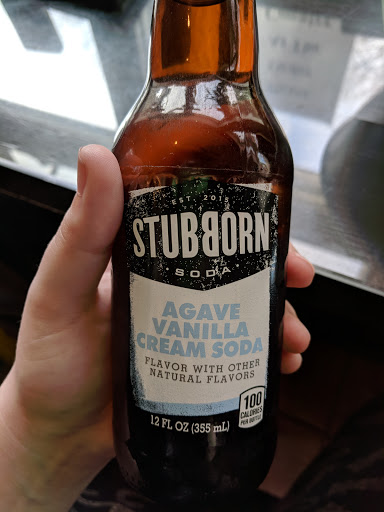 EST. 2015
STUBBORN
SODA
AGAVE
VANILLA
CREAM SODA
FLAVOR WITH OTHER
NATURAL FLAVORS
100
CALORIES
PER BOTTLE
12 FL OZ (355 mL)